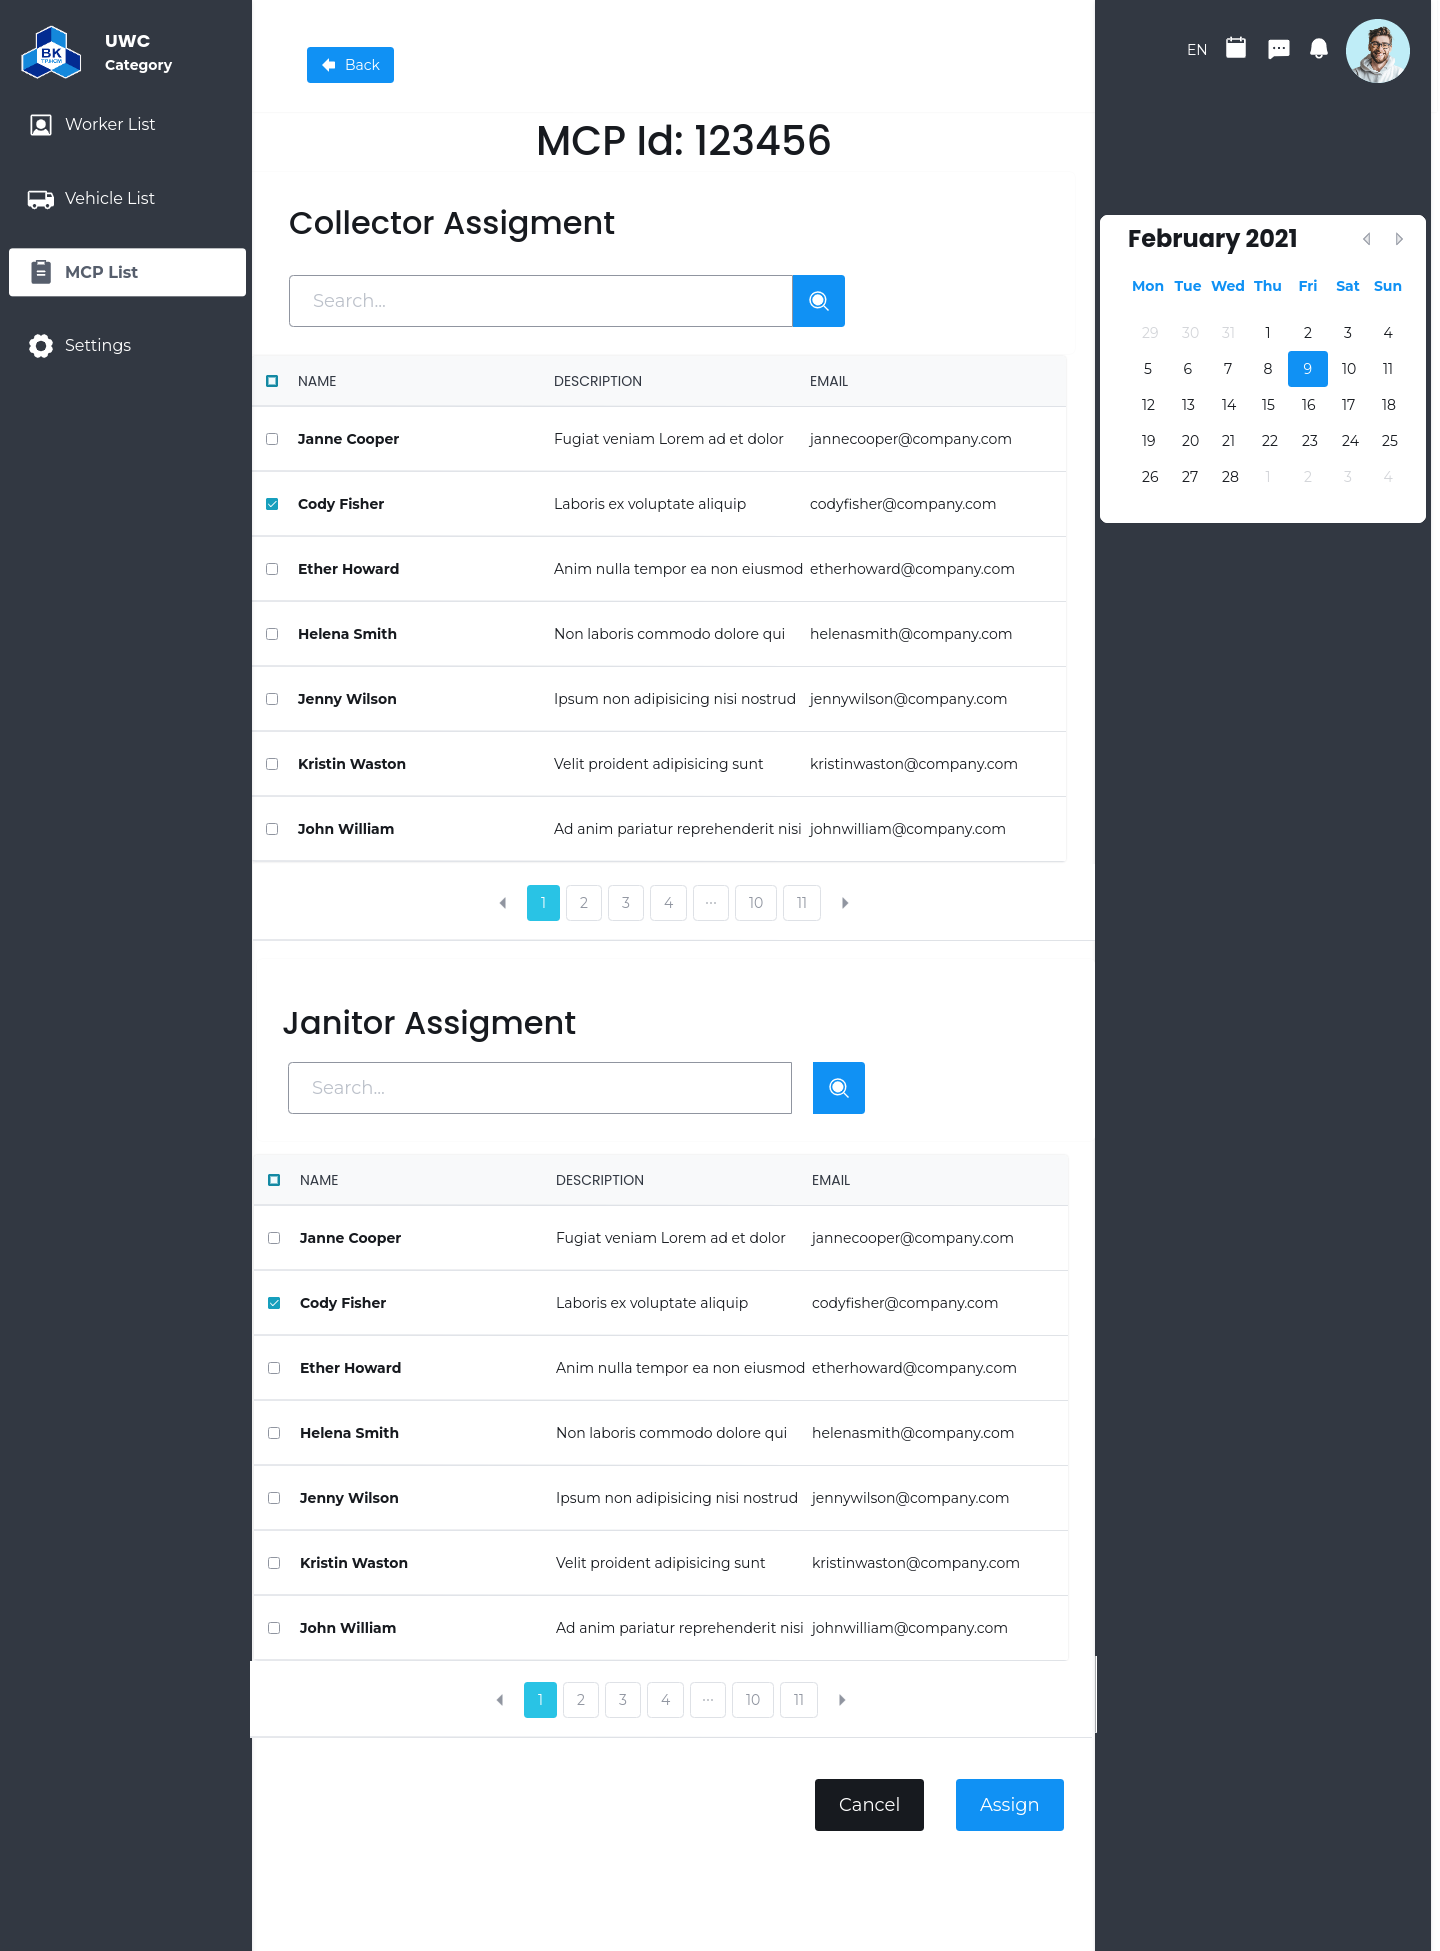 UWC
Category
BK
TP.HCM
Worker List
Vehicle List
MCP List
Settings
Back
EN
MCP Id: 123456
Collector Assigment
Search...
NAME DESCRIPTION EMAIL
Janne Cooper Fugiat veniam Lorem ad et dolor jannecooper@company.com
Cody Fisher Laboris ex voluptate aliquip codyfisher@company.com
Ether Howard Anim nulla tempor ea non eiusmod etherhoward@company.com
Helena Smith Non laboris commodo dolore qui helenasmith@company.com
Jenny Wilson Ipsum non adipisicing nisi nostrud jennywilson@company.com
Kristin Waston Velit proident adipisicing sunt kristinwaston@company.com
John William Ad anim pariatur reprehenderit nisi johnwilliam@company.com
1 2 3 4 ... 10 11
Janitor Assigment
Search...
NAME DESCRIPTION EMAIL
Janne Cooper Fugiat veniam Lorem ad et dolor jannecooper@company.com
Cody Fisher Laboris ex voluptate aliquip codyfisher@company.com
Ether Howard Anim nulla tempor ea non eiusmod etherhoward@company.com
Helena Smith Non laboris commodo dolore qui helenasmith@company.com
Jenny Wilson Ipsum non adipisicing nisi nostrud jennywilson@company.com
Kristin Waston Velit proident adipisicing sunt kristinwaston@company.com
John William Ad anim pariatur reprehenderit nisi johnwilliam@company.com
1 2 3 4 ... 10 11
Cancel Assign
February 2021
Mon Tue Wed Thu Fri Sat Sun
29 30 31 1 2 3 4
5 6 7 8 9 10 11
12 13 14 15 16 17 18
19 20 21 22 23 24 25
26 27 28 1 2 3 4